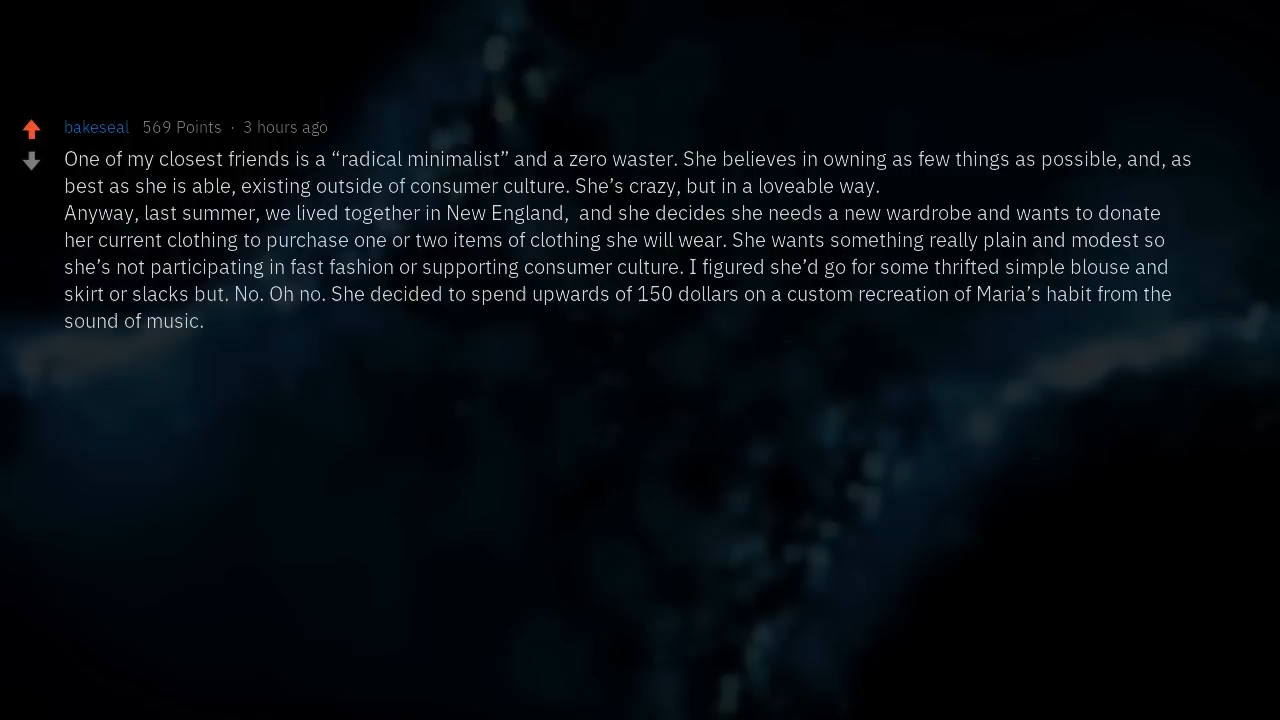 bakeseal 569 Points · 3 hours ago
One of my closest friends is a “radical minimalist” and a zero waster. She believes in owning as few things as possible, and, as
best as she is able, existing outside of consumer culture. She’s crazy, but in a loveable way.
Anyway, last summer, we lived together in New England,  and she decides she needs a new wardrobe and wants to donate
her current clothing to purchase one or two items of clothing she will wear. She wants something really plain and modest so
she’s not participating in fast fashion or supporting consumer culture. I figured she’d go for some thrifted simple blouse and
skirt or slacks but. No. Oh no. She decided to spend upwards of 150 dollars on a custom recreation of Maria’s habit from the
sound of music.